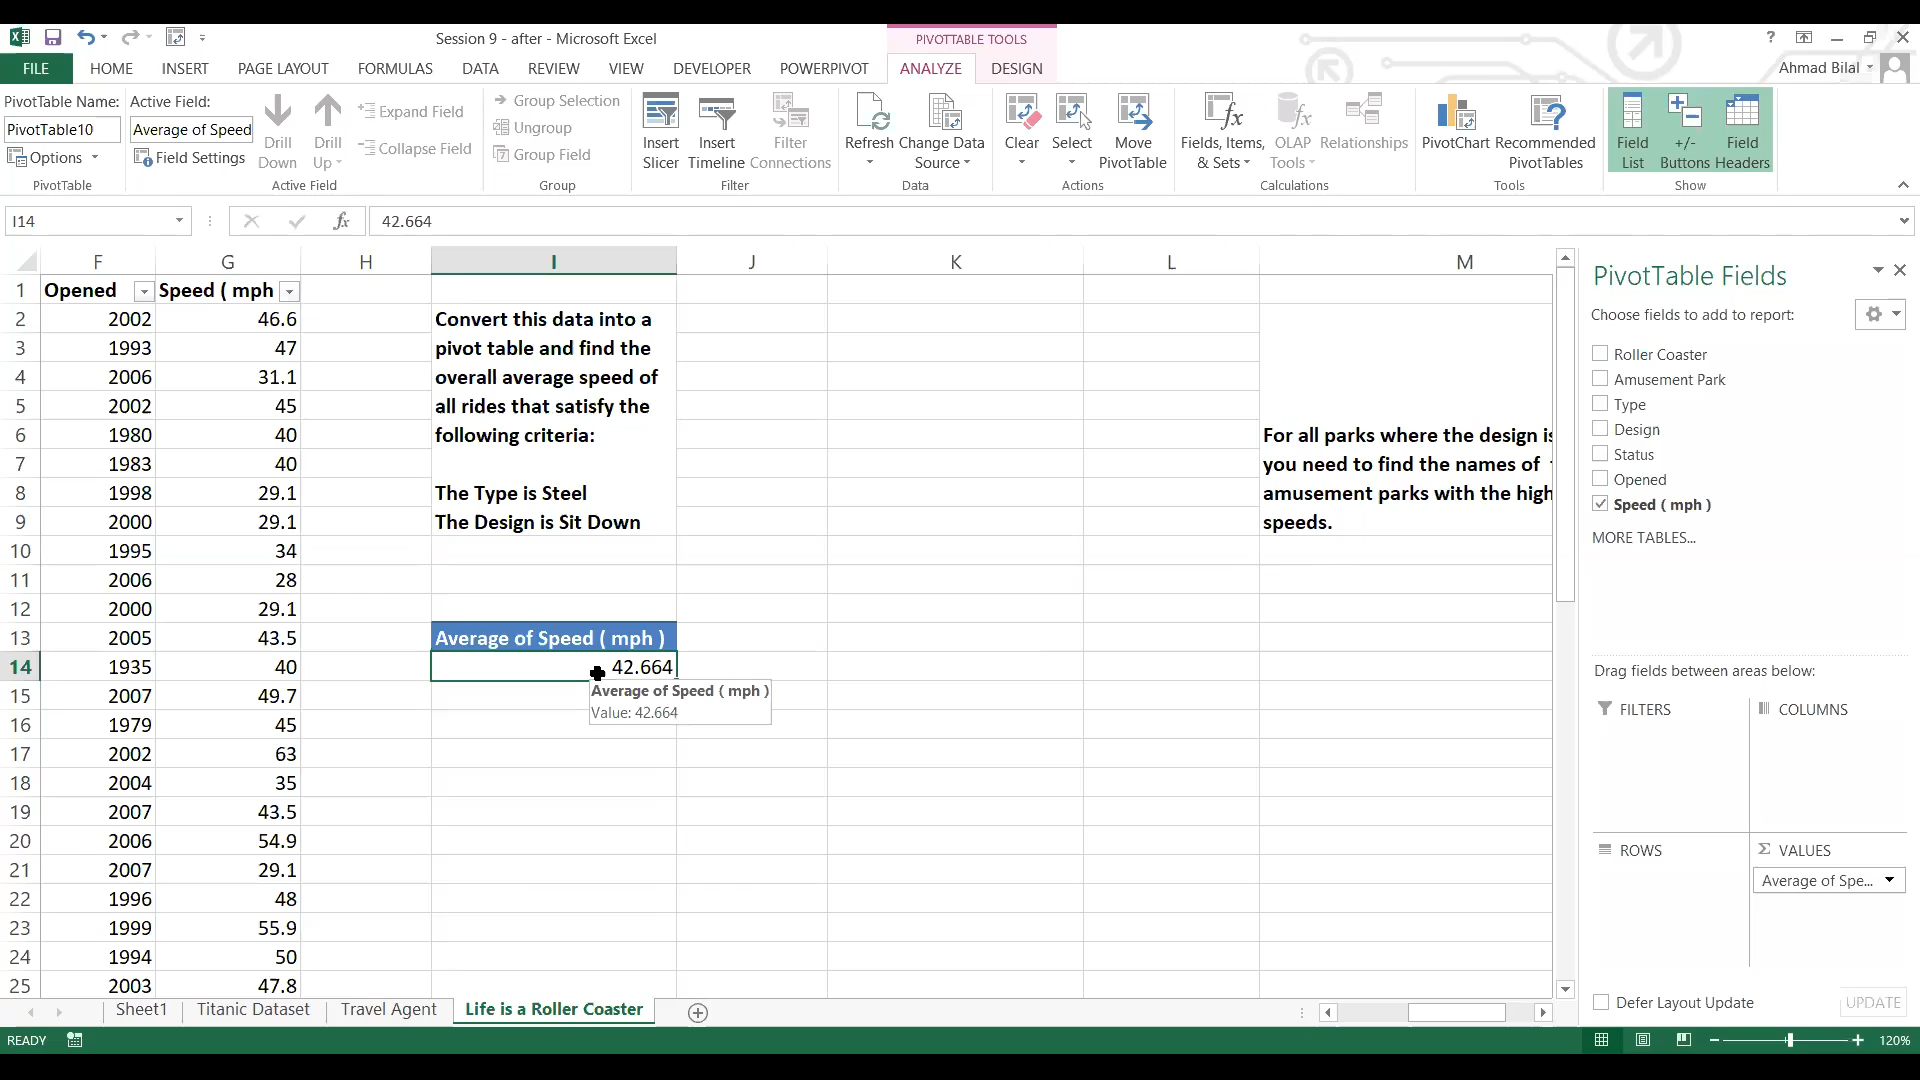 Session 9 - after - Microsoft Excel
PIVOTTABLE TOOLS
?
FILE
HOME
INSERT
PAGE LAYOUT
FORMULAS
DATA
REVIEW
VIEW
DEVELOPER
POWERPIVOT
ANALYZE
DESIGN
Ahmad Bilal
PivotTable Name:
PivotTable10
Options
PivotTable
Active Field:
Average of Speed
Field Settings
Drill
Down
Drill
Up
Expand Field
Collapse Field
Active Field
Group Selection
Ungroup
Group Field
Group
Insert
Slicer
Insert
Timeline
Filter
Connections
Filter
Refresh
Change Data
Source
Data
Clear
Select
Move
PivotTable
Actions
Fields, Items,
& Sets
OLAP
Tools
Relationships
Calculations
PivotChart
Recommended
PivotTables
Tools
Field
List
+/-
Buttons
Field
Headers
Show
I14
fx
42.664
F G H I J K L M
1 Opened Speed ( mph
2 2002 46.6 Convert this data into a
3 1993 47 pivot table and find the
4 2006 31.1 overall average speed of
5 2002 45 all rides that satisfy the
6 1980 40 following criteria: For all parks where the design is
7 1983 40 you need to find the names of
8 1998 29.1 The Type is Steel amusement parks with the high
9 2000 29.1 The Design is Sit Down speeds.
10 1995 34
11 2006 28
12 2000 29.1
13 2005 43.5 Average of Speed ( mph )
14 1935 40 42.664
15 2007 49.7
16 1979 45
17 2002 63
18 2004 35
19 2007 43.5
20 2006 54.9
21 2007 29.1
22 1996 48
23 1999 55.9
24 1994 50
25 2003 47.8
Average of Speed ( mph )
Value: 42.664
PivotTable Fields
Choose fields to add to report:
Roller Coaster
Amusement Park
Type
Design
Status
Opened
Speed ( mph )
MORE TABLES...
Drag fields between areas below:
FILTERS
COLUMNS
ROWS
Σ VALUES
Average of Spe...
Defer Layout Update
UPDATE
Sheet1
Titanic Dataset
Travel Agent
Life is a Roller Coaster
READY
120%